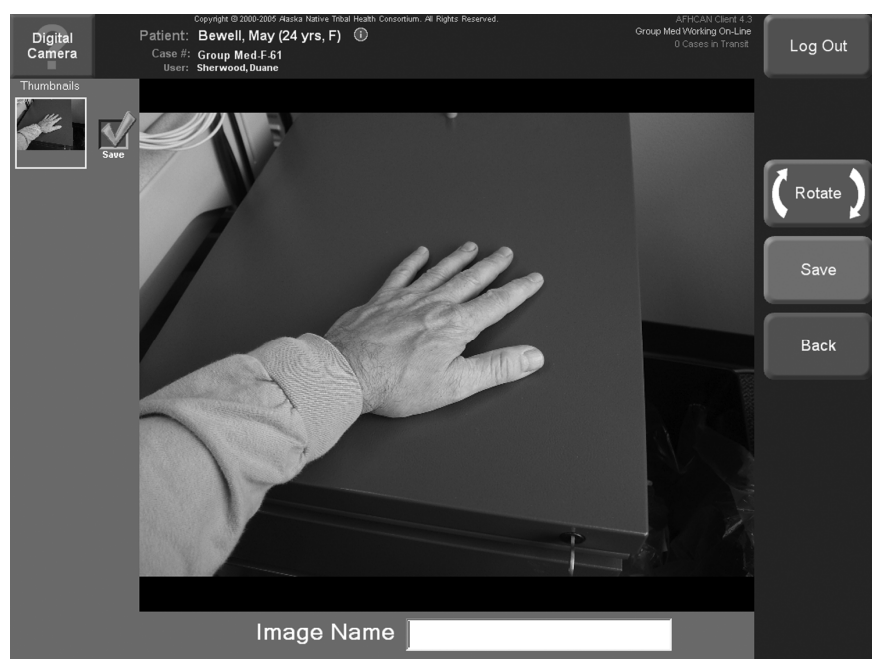 Digital
Camera
Copyright © 2000-2005 Alaska Native Tribal Health Consortium. All Rights Reserved.
Patient: Bewell, May (24 yrs, F)
Case #: Group Med-F-61
User: Sherwood,Duane
AFHCAN Client 4.3
Group Med Working On-Line
0 Cases in Transit
Log Out
Thumbnails
Save
Rotate
Save
Back
Image Name